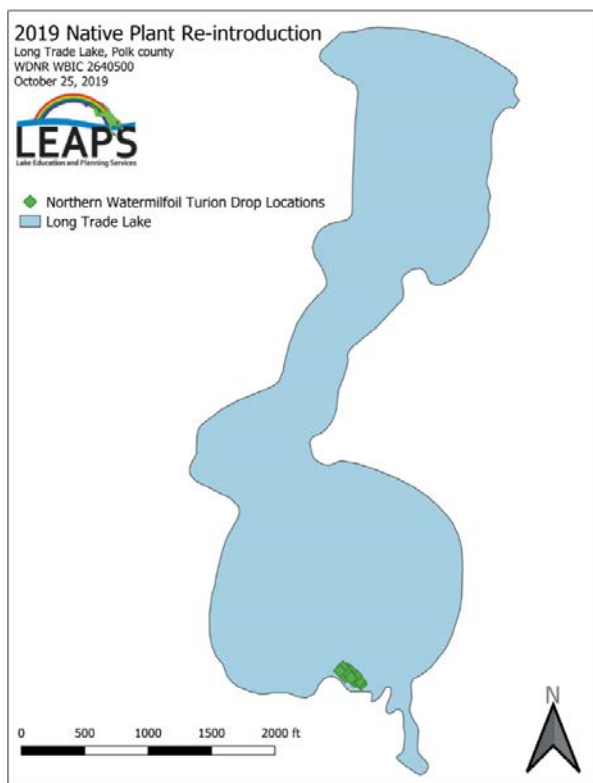 2019 Native Plant Re-introduction
Long Trade Lake, Polk county
WDNR WBIC 2640500
October 25, 2019
LEAPS
Lake Education and Planning Services
Northern Watermilfoil Turion Drop Locations
Long Trade Lake
N
0 500 1000 1500 2000 ft